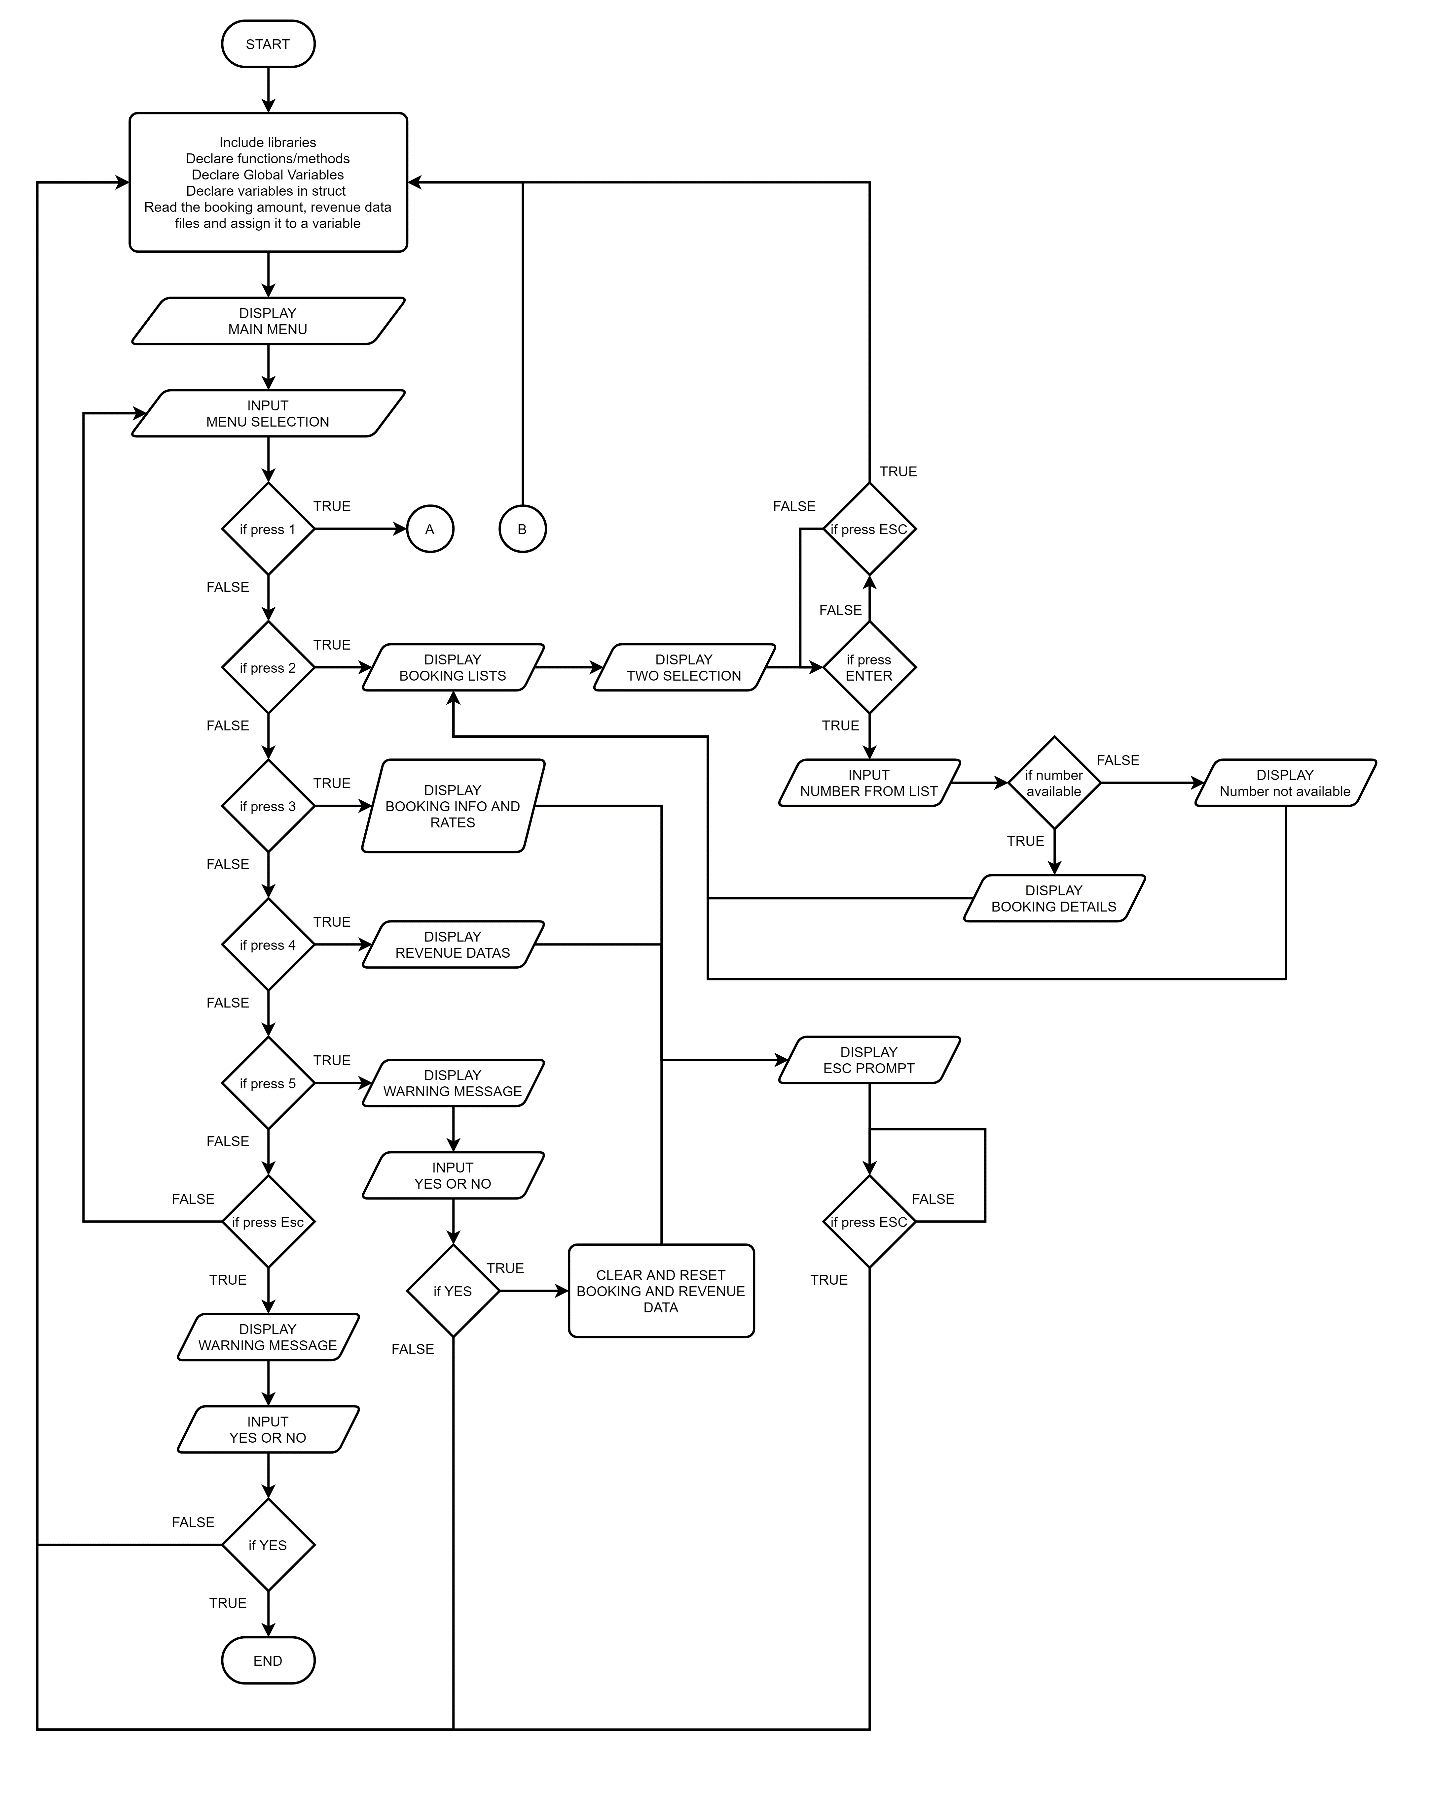 START
Include libraries
Declare functions/methods
Declare Global Variables
Declare variables in struct
Read the booking amount, revenue data
files and assign it to a variable
DISPLAY
MAIN MENU
INPUT
MENU SELECTION
if press 1
TRUE
A
B
FALSE
if press ESC
TRUE
FALSE
if press 2
TRUE
DISPLAY
BOOKING LISTS
DISPLAY
TWO SELECTION
FALSE
if press
ENTER
TRUE
FALSE
INPUT
NUMBER FROM LIST
if number
available
FALSE
DISPLAY
Number not available
TRUE
DISPLAY
BOOKING DETAILS
if press 3
TRUE
DISPLAY
BOOKING INFO AND
RATES
FALSE
if press 4
TRUE
DISPLAY
REVENUE DATAS
FALSE
if press 5
TRUE
DISPLAY
WARNING MESSAGE
DISPLAY
ESC PROMPT
FALSE
INPUT
YES OR NO
if press Esc
FALSE
TRUE
if press ESC
FALSE
TRUE
if YES
TRUE
FALSE
CLEAR AND RESET
BOOKING AND REVENUE
DATA
DISPLAY
WARNING MESSAGE
INPUT
YES OR NO
if YES
FALSE
TRUE
END